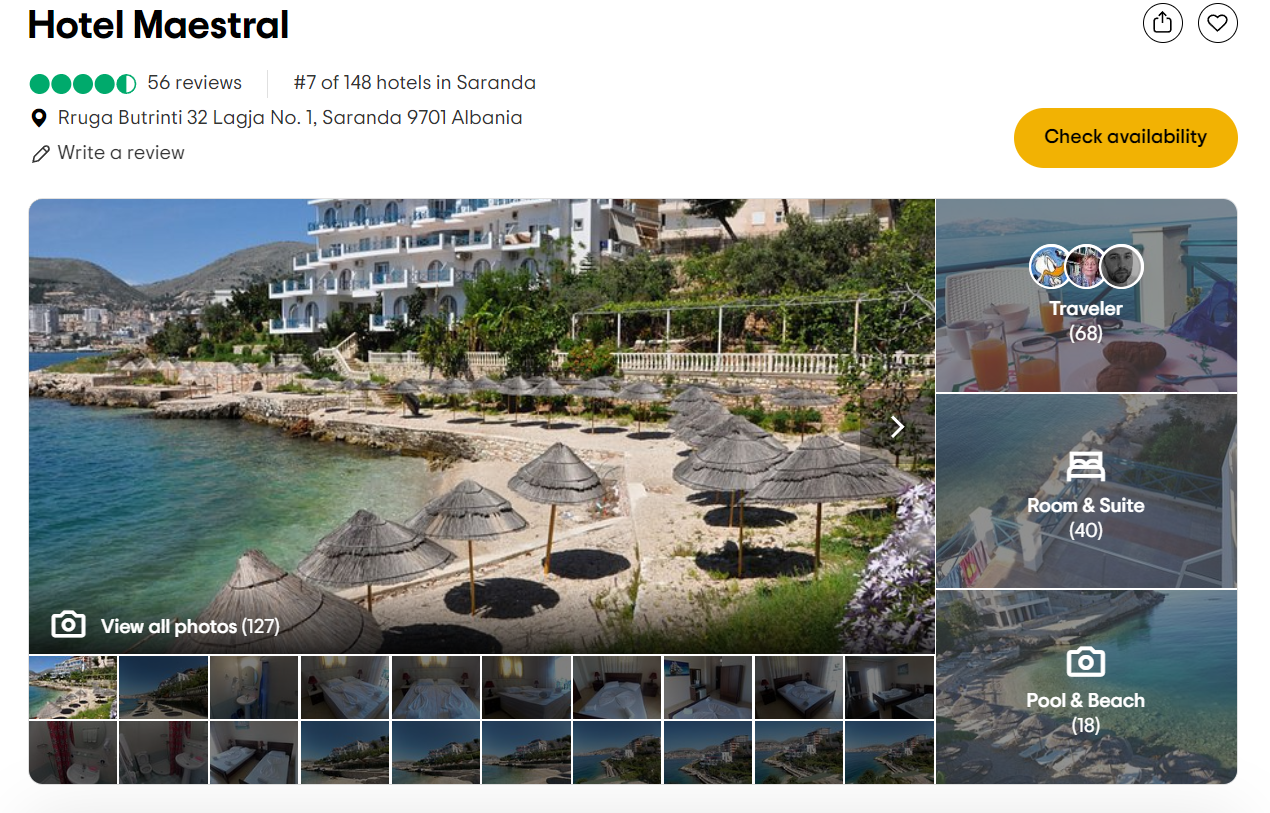 Hotel Maestral
56 reviews
#7 of 148 hotels in Saranda
Rruga Butrinti 32 Lagja No. 1, Saranda 9701 Albania
Write a review
Check availability
Traveler
(68)
Room & Suite
(40)
Pool & Beach
(18)
View all photos (127)